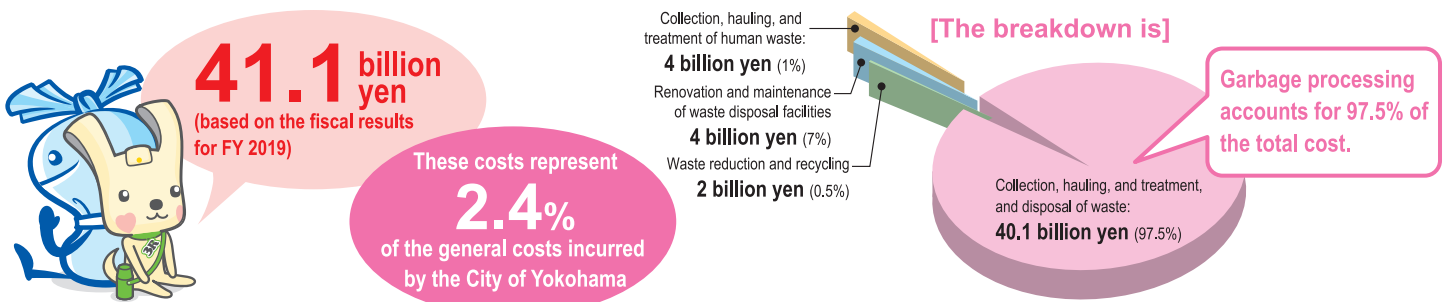 41.1 billion
yen
(based on the fiscal results
for FY 2019)
These costs represent
2.4%
of the general costs incurred
by the City of Yokohama
3R
[The breakdown is]
Collection, hauling, and
treatment of human waste:
4 billion yen (1%)
Renovation and maintenance
of waste disposal facilities
4 billion yen (7%)
Waste reduction and recycling
2 billion yen (0.5%)
Collection, hauling, and treatment,
and disposal of waste:
40.1 billion yen (97.5%)
Garbage processing
accounts for 97.5% of
the total cost.